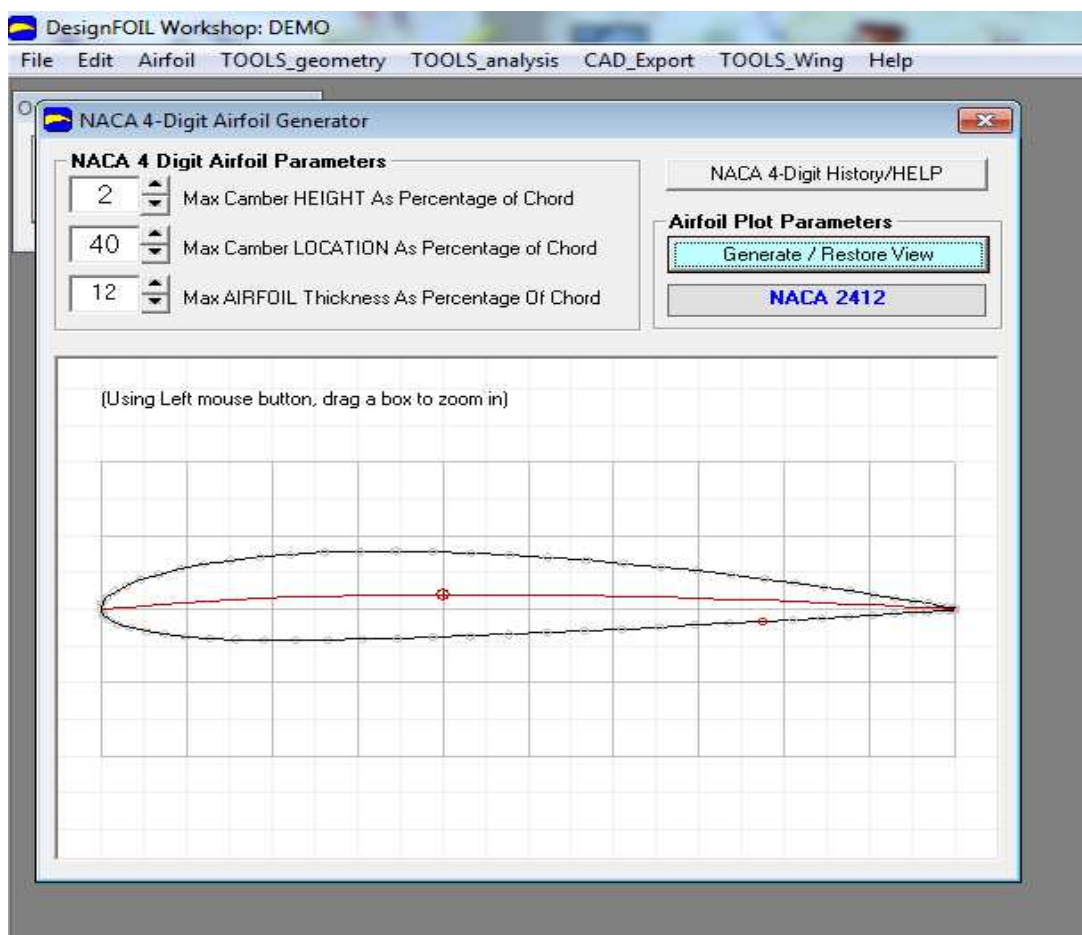 DesignFOIL Workshop: DEMO
File Edit Airfoil TOOLS_geometry TOOLS_analysis CAD_Export TOOLS_Wing Help
NACA 4-Digit Airfoil Generator
NACA 4 Digit Airfoil Parameters
2 Max Camber HEIGHT As Percentage of Chord
40 Max Camber LOCATION As Percentage of Chord
12 Max AIRFOIL Thickness As Percentage Of Chord
NACA 4-Digit History/HELP
Airfoil Plot Parameters
Generate / Restore View
NACA 2412
(Using Left mouse button, drag a box to zoom in)